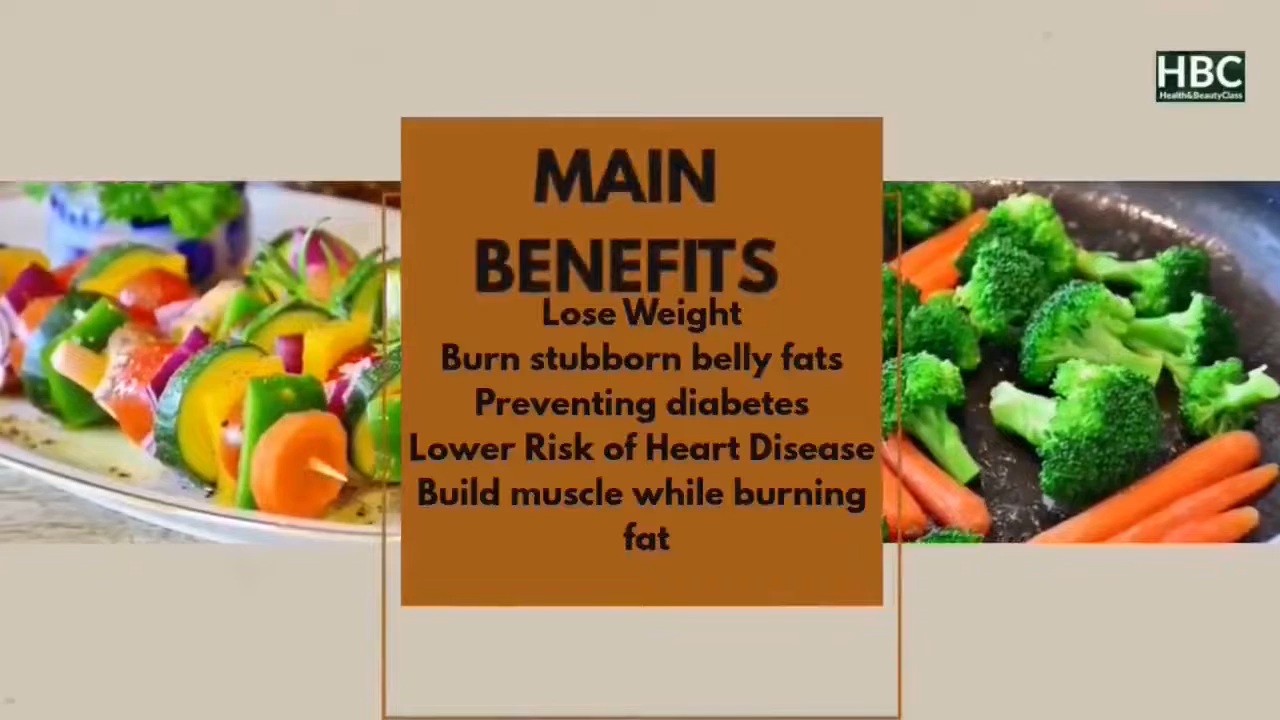 HBC
Health&BeautyClass
MAIN
BENEFITS
Lose Weight
Burn stubborn belly fats
Preventing diabetes
Lower Risk of Heart Disease
Build muscle while burning
fat